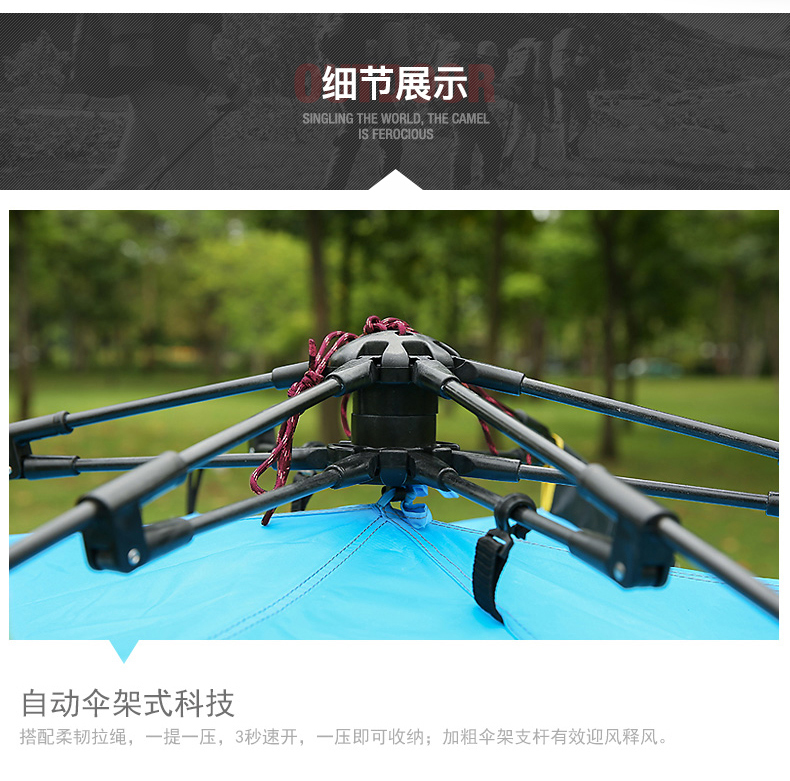 OUTDOOR
细节展示
SINGLING THE WORLD, THE CAMEL
IS FEROCIOUS
自动伞架式科技
搭配柔韧拉绳，一提一压，3秒速开，一压即可收纳；加粗伞架支杆有效迎风释风。